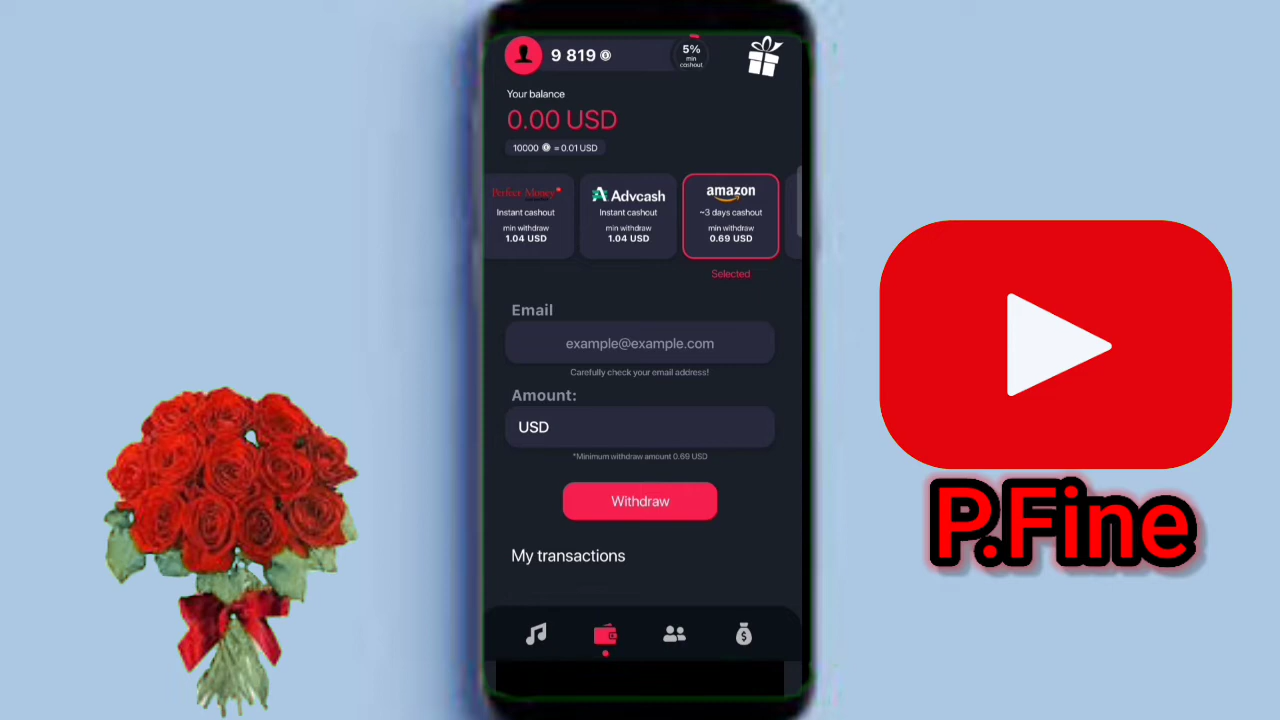 9 819
5%
min
cashout
Your balance
0.00 USD
10000 = 0.01 USD
Perfect Money
Instant cashout
min withdraw
1.04 USD
Advcash
Instant cashout
min withdraw
1.04 USD
amazon
~3 days cashout
min withdraw
0.69 USD
Selected
Email
example@example.com
Carefully check your email address!
Amount:
USD
*Minimum withdraw amount 0.69 USD
Withdraw
My transactions
P.Fine